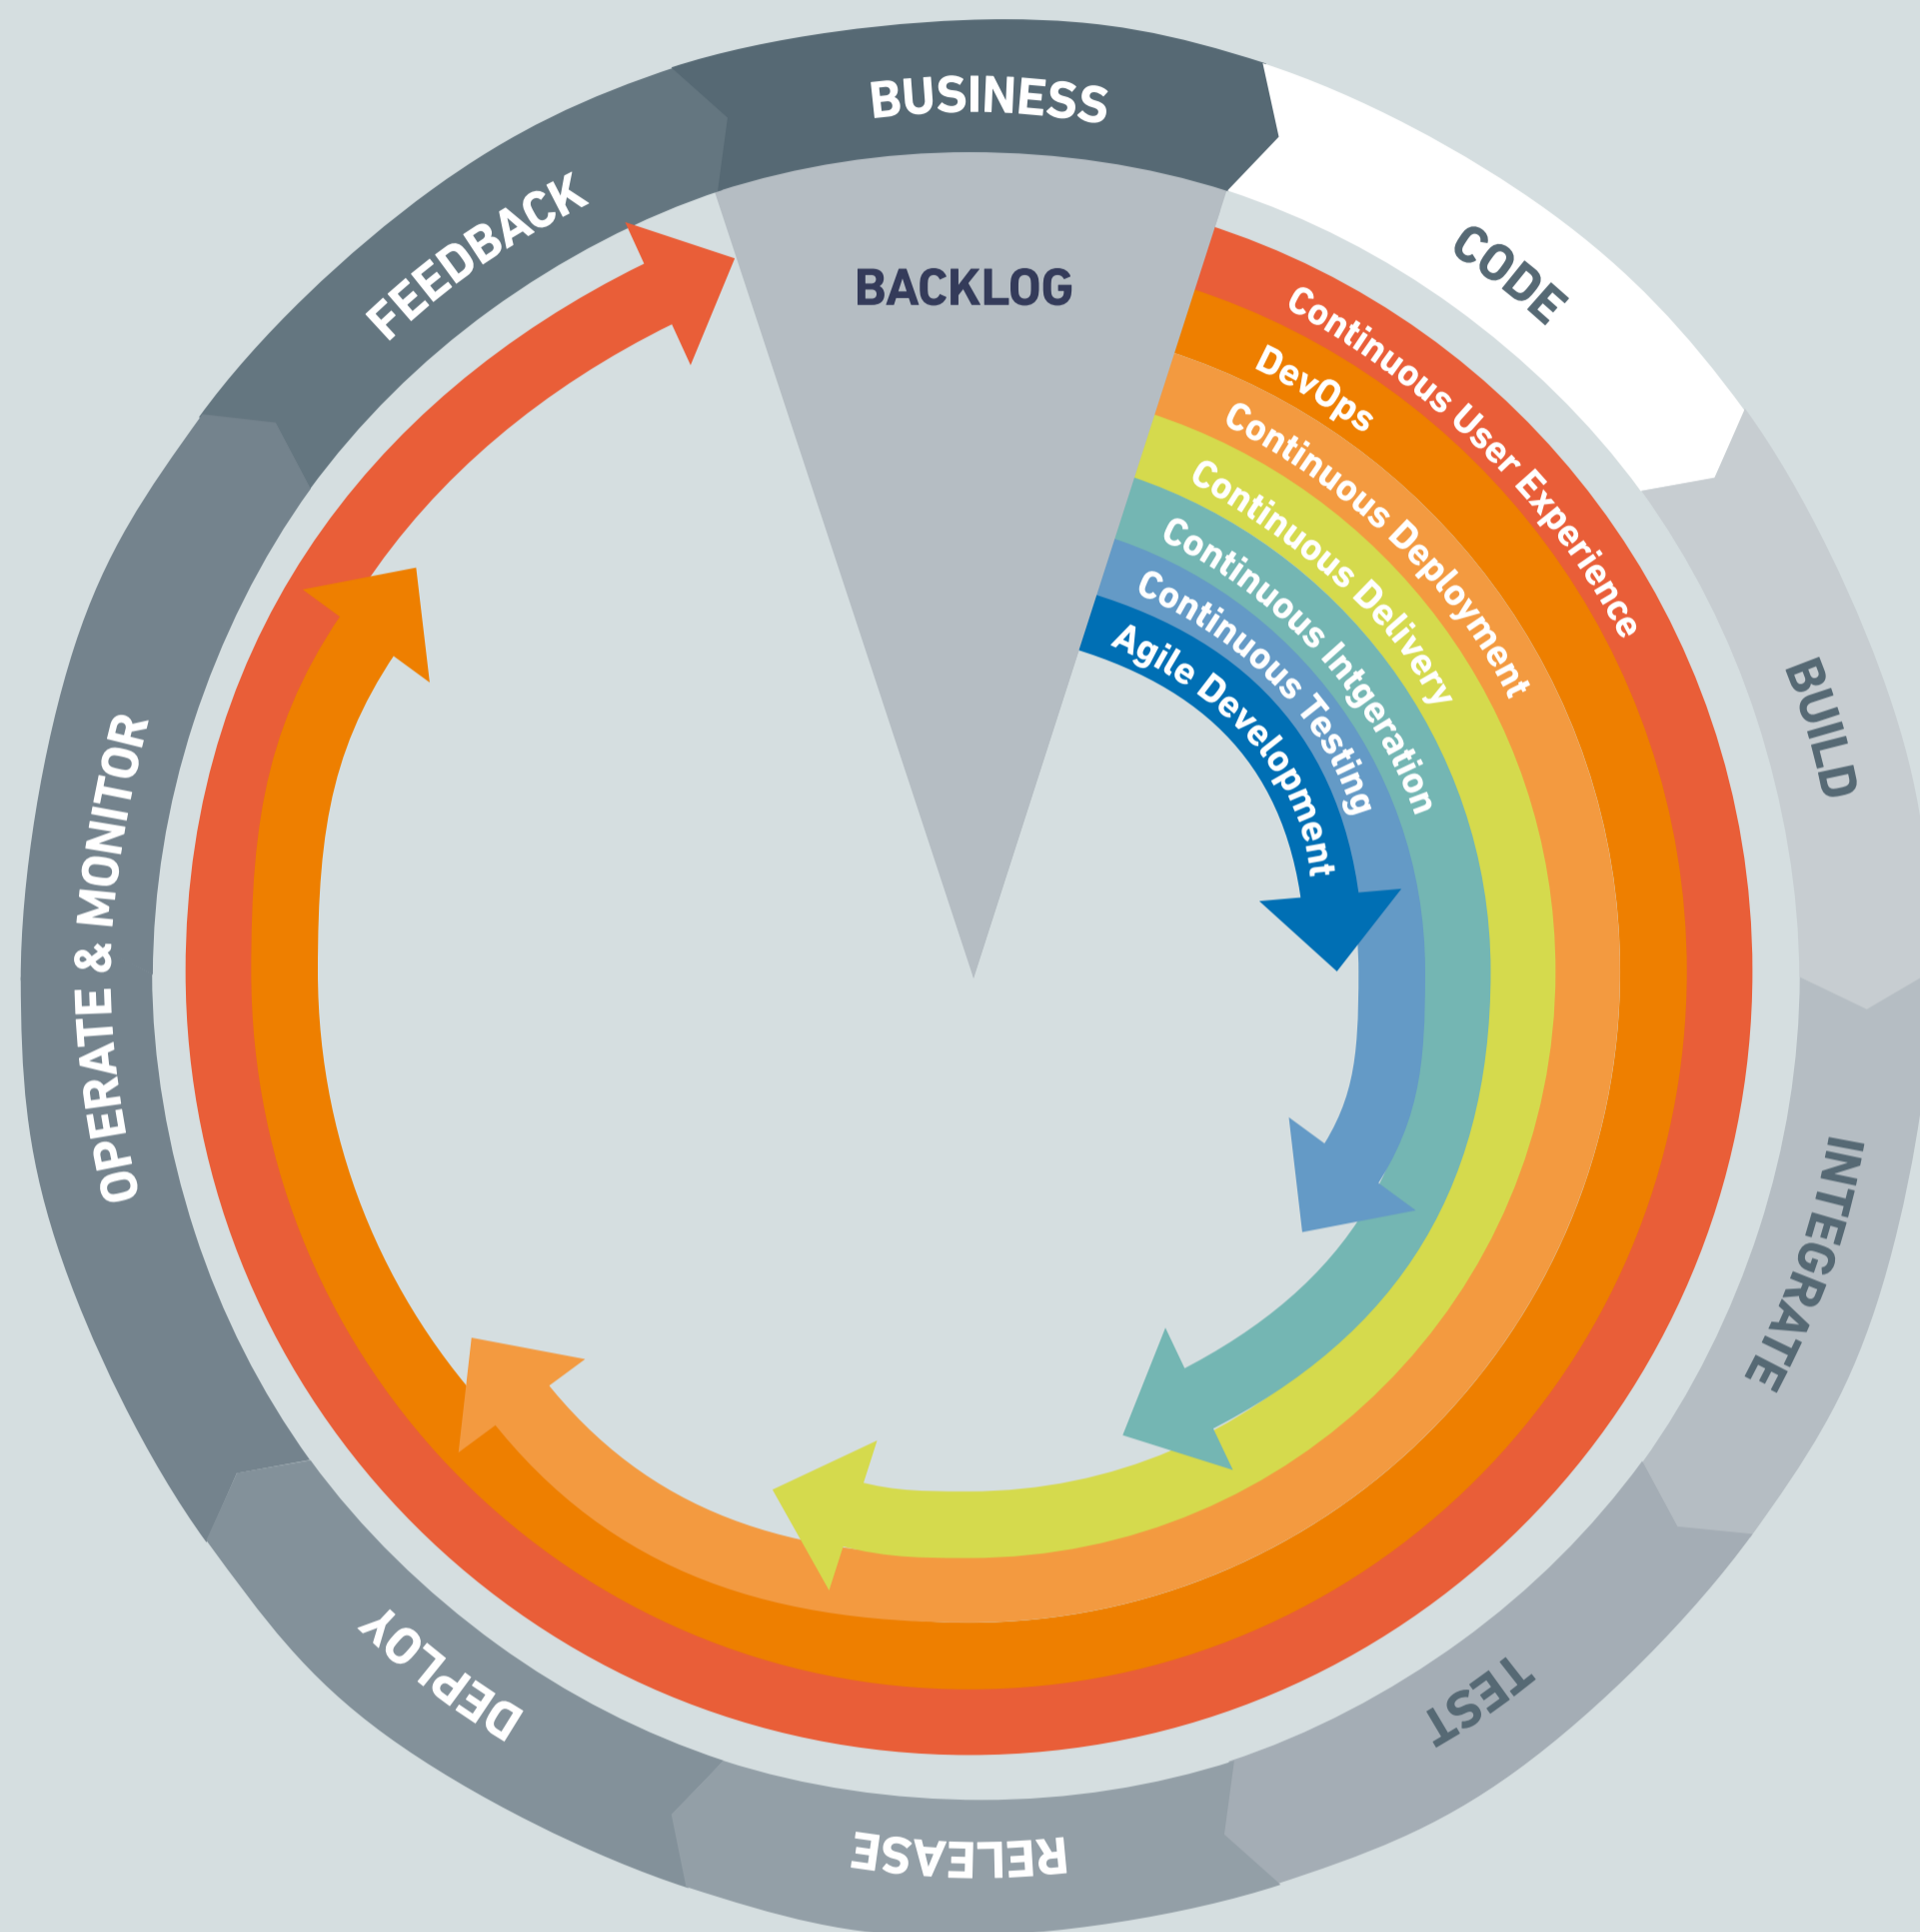 BUSINESS
CODE
BUILD
INTEGRATE
TEST
RELEASE
DEPLOY
OPERATE & MONITOR
FEEDBACK
BACKLOG
Continuous User Experience
DevOps
Continuous Deployment
Continuous Delivery
Continuous Intgeration
Continuous Testing
Agile Development